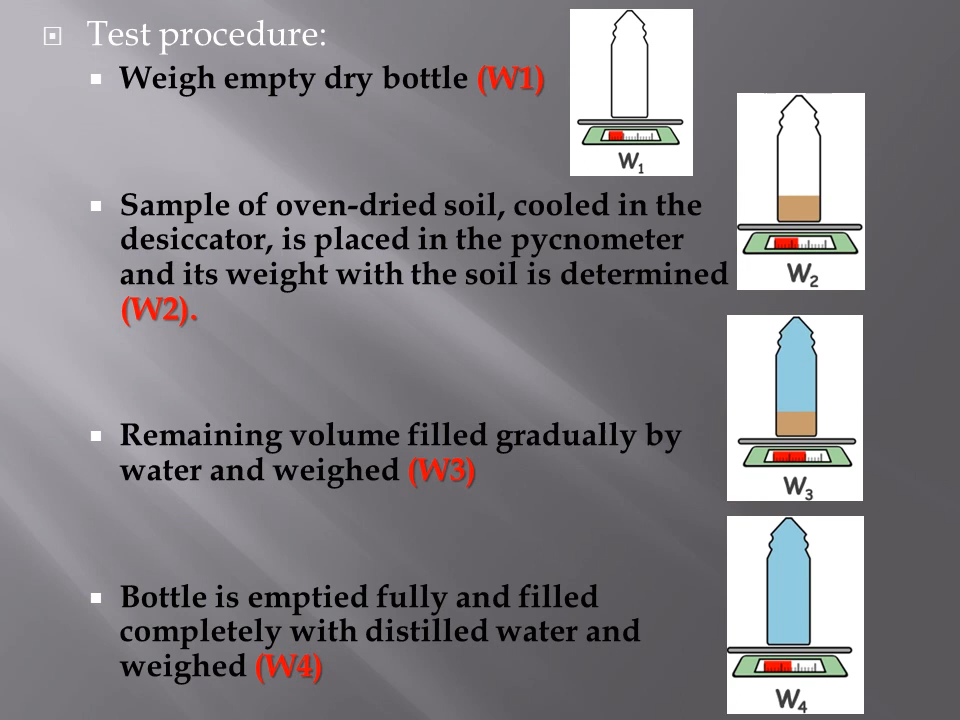 Test procedure:
Weigh empty dry bottle (W1)
W1
Sample of oven-dried soil, cooled in the
desiccator, is placed in the pycnometer
and its weight with the soil is determined
(W2).
W2
Remaining volume filled gradually by
water and weighed (W3)
W3
Bottle is emptied fully and filled
completely with distilled water and
weighed (W4)
W4